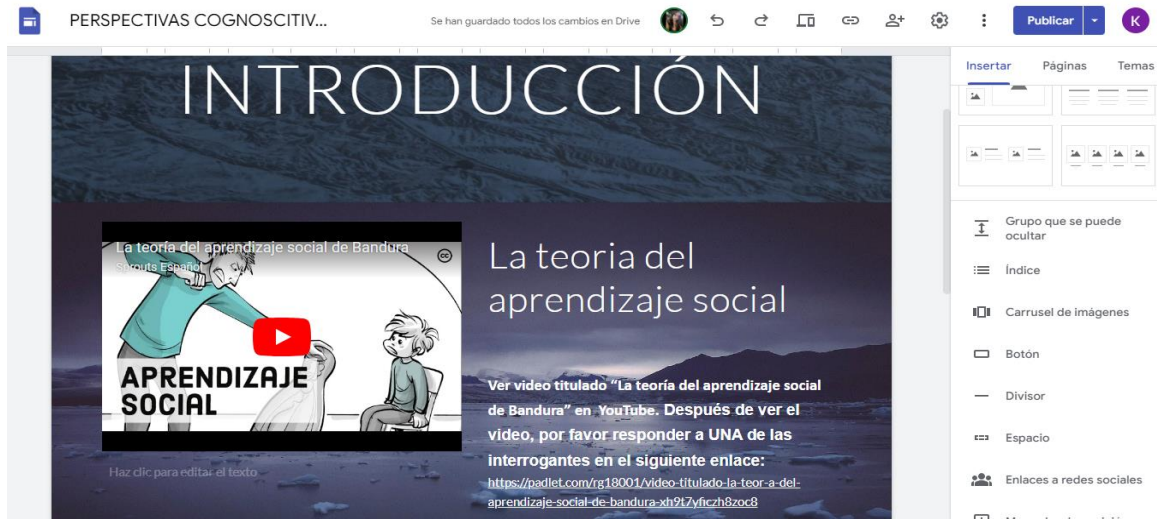 PERSPECTIVAS COGNOSCITIV...
Se han guardado todos los cambios en Drive
Publicar
K
Insertar
Páginas
Temas
INTRODUCCIÓN
La teoría del aprendizaje social de Bandura
Sprouts Español
cc
APRENDIZAJE
SOCIAL
Haz clic para editar el texto
La teoria del
aprendizaje social
Ver video titulado “La teoría del aprendizaje social
de Bandura” en YouTube. Después de ver el
video, por favor responder a UNA de las
interrogantes en el siguiente enlace:
https://padlet.com/rg18001/video-titulado-la-teor-a-del-
aprendizaje-social-de-bandura-xh9t7yficzh8zoc8
Grupo que se puede
ocultar
Índice
Carrusel de imágenes
Botón
Divisor
Espacio
Enlaces a redes sociales